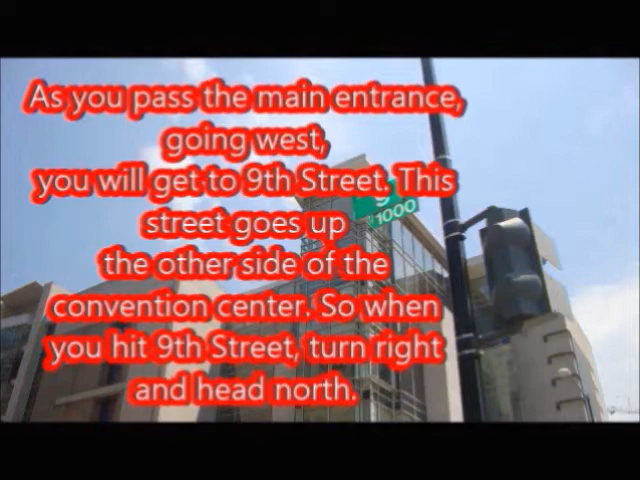 As you pass the main entrance,
going west,
you will get to 9th Street. This
street goes up
the other side of the
convention center. So when
you hit 9th Street, turn right
and head north.
9
1000